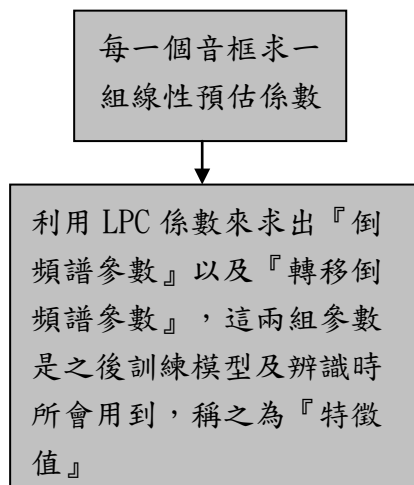 每一個音框求一
組線性預估係數
利用 LPC 係數來求出『倒
頻譜參數』以及『轉移倒
頻譜參數』，這兩組參數
是之後訓練模型及辨識時
所會用到，稱之為『特徵
值』